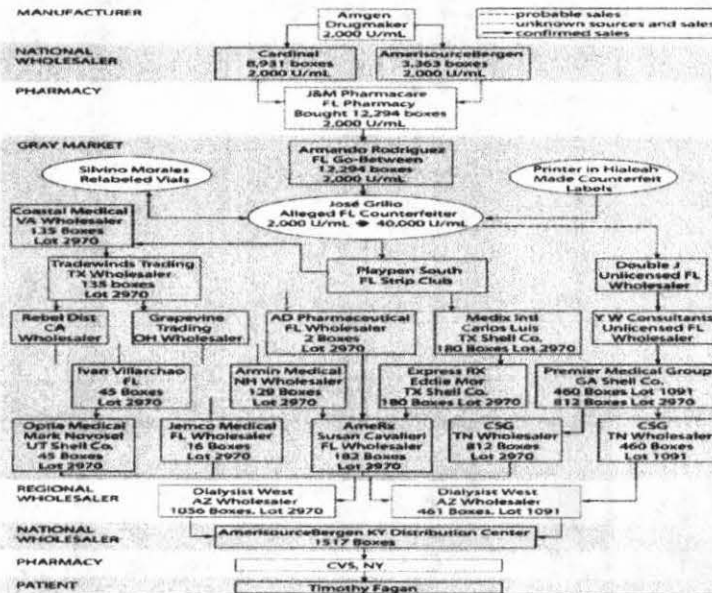 MANUFACTURER
Amgen
Drugmaker
2,000 U/mL
probable sales
unknown sources and sales
confirmed sales
NATIONAL
WHOLESALER
Cardinal
8,931 boxes
2,000 U/mL
AmerisourceBergen
3,363 boxes
2,000 U/mL
PHARMACY
J&M Pharmacare
FL Pharmacy
Bought 12,294 boxes
2,000 U/mL
GRAY MARKET
Armando Rodriguez
FL Go-Between
12,294 boxes
2,000 U/mL
Silvino Morales
Relabeled Vials
Printer in Hialeah
Made Counterfeit
Labels
José Grillo
Alleged FL Counterfeiter
2,000 U/mL 40,000 U/mL
Coastal Medical
VA Wholesaler
135 Boxes
Lot 2970
Tradewinds Trading
TX Wholesaler
135 boxes
Lot 2970
Playpen South
FL Strip Club
Double J
Unlicensed FL
Wholesaler
Rebel Dist
CA
Wholesaler
Grapevine
Trading
OH Wholesaler
AD Pharmaceutical
FL Wholesaler
2 Boxes
Lot 2970
Medix Intl
Carlos Luis
TX Shell Co.
180 Boxes Lot 2970
Y W Consultants
Unlicensed FL
Wholesaler
Ivan Villarchao
FL
45 Boxes
Lot 2970
Armin Medical
NH Wholesaler
129 Boxes
Lot 2970
Express RX
Eddie Mor
TX Shell Co.
180 Boxes Lot 2970
Premier Medical Group
GA Shell Co.
460 Boxes Lot 1091
812 Boxes Lot 2970
Optia Medical
Mark Novosel
UT Shell Co.
45 Boxes
Lot 2970
Jemco Medical
FL Wholesaler
16 Boxes
Lot 2970
AmeRx
Susan Cavalieri
FL Wholesaler
182 Boxes
Lot 2970
CSG
TN Wholesaler
812 Boxes
Lot 2970
CSG
TN Wholesaler
460 Boxes
Lot 1091
REGIONAL
WHOLESALER
Dialysist West
AZ Wholesaler
1056 Boxes. Lot 2970
Dialysist West
AZ Wholesaler
461 Boxes. Lot 1091
NATIONAL
WHOLESALER
AmerisourceBergen KY Distribution Center
1517 Boxes
PHARMACY
CVS, NY
PATIENT
Timothy Fagan